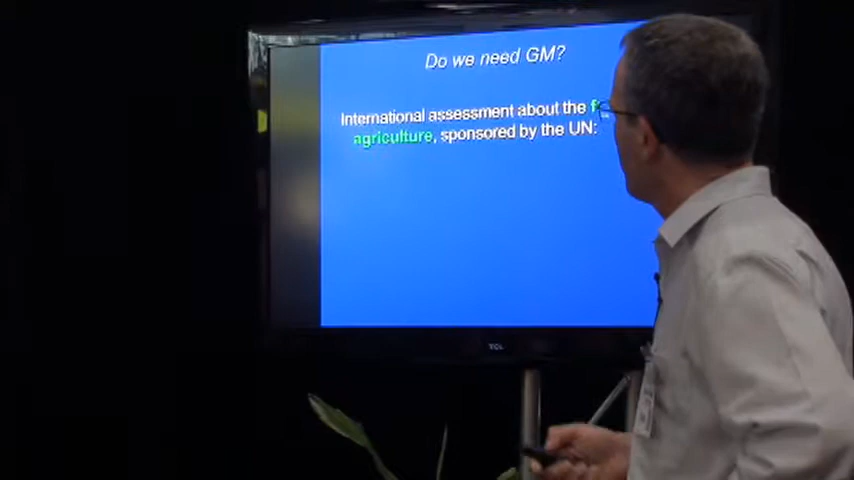 Do we need GM?
International assessment about the
agriculture, sponsored by the UN:
TCL